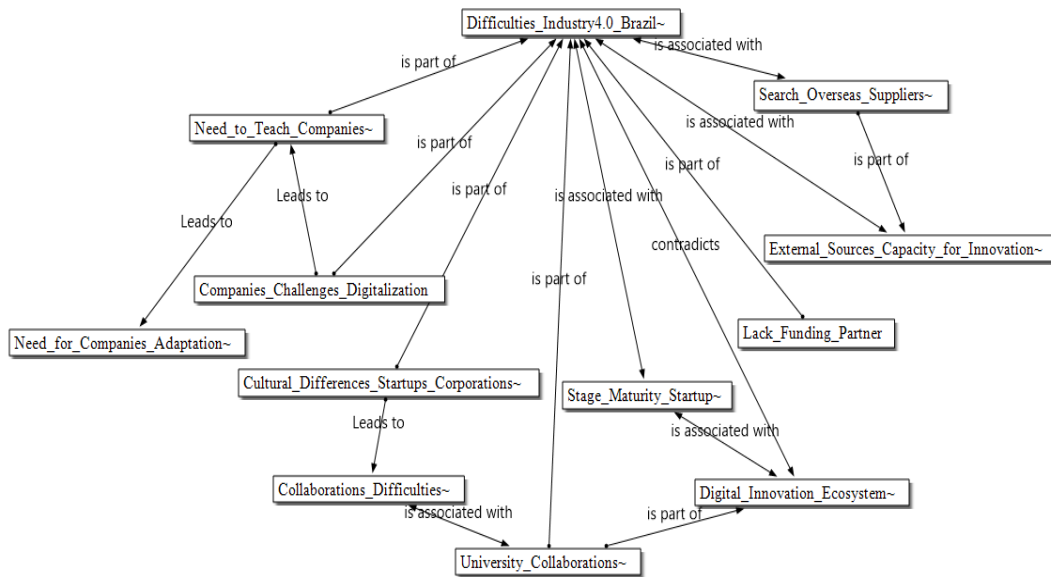 Difficulties_Industry4.0_Brazil~
is associated with
is part of
Search_Overseas_Suppliers~
is associated with
Need_to_Teach_Companies~
is part of
is part of
is part of
is part of
Leads to
is associated with
Leads to
contradicts
External_Sources_Capacity_for_Innovation~
is part of
Companies_Challenges_Digitalization
Need_for_Companies_Adaptation~
Lack_Funding_Partner
Cultural_Differences_Startups_Corporations~
Stage_Maturity_Startup~
Leads to
is associated with
Collaborations_Difficulties~
Digital_Innovation_Ecosystem~
is associated with
is part of
University_Collaborations~